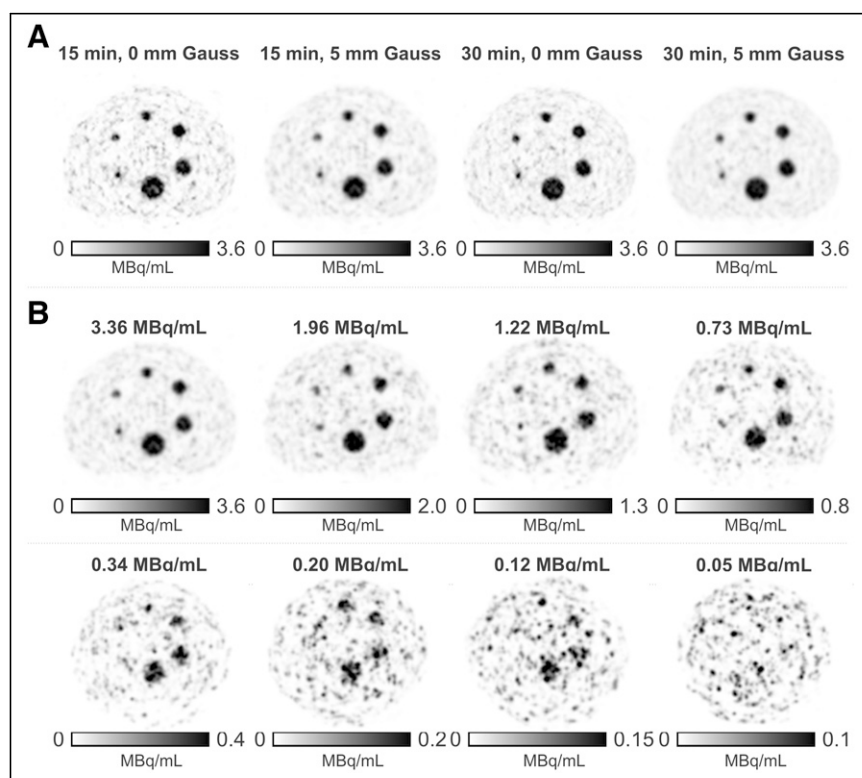 A
15 min, 0 mm Gauss 15 min, 5 mm Gauss 30 min, 0 mm Gauss 30 min, 5 mm Gauss
0 3.6 0 3.6 0 3.6 0 3.6
MBq/mL MBq/mL MBq/mL MBq/mL
B
3.36 MBq/mL 1.96 MBq/mL 1.22 MBq/mL 0.73 MBq/mL
0 3.6 0 2.0 0 1.3 0 0.8
MBq/mL MBq/mL MBq/mL MBq/mL
0.34 MBq/mL 0.20 MBq/mL 0.12 MBq/mL 0.05 MBq/mL
0 0.4 0 0.2 0 0.15 0 0.1
MBq/mL MBq/mL MBq/mL MBq/mL